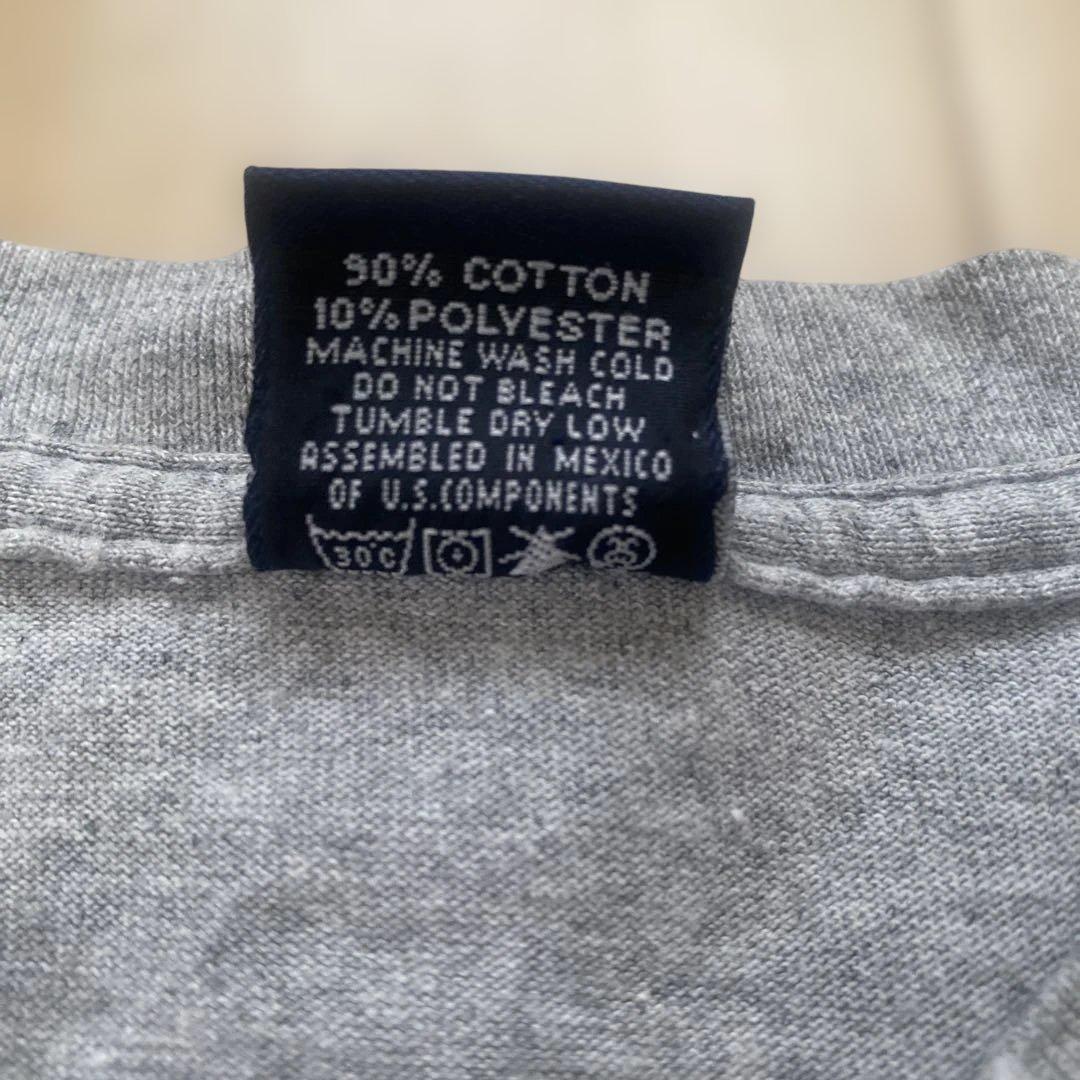 90% COTTON
10% POLYESTER
MACHINE WASH COLD
DO NOT BLEACH
TUMBLE DRY LOW
ASSEMBLED IN MEXICO
OF U.S.COMPONENTS
30°C